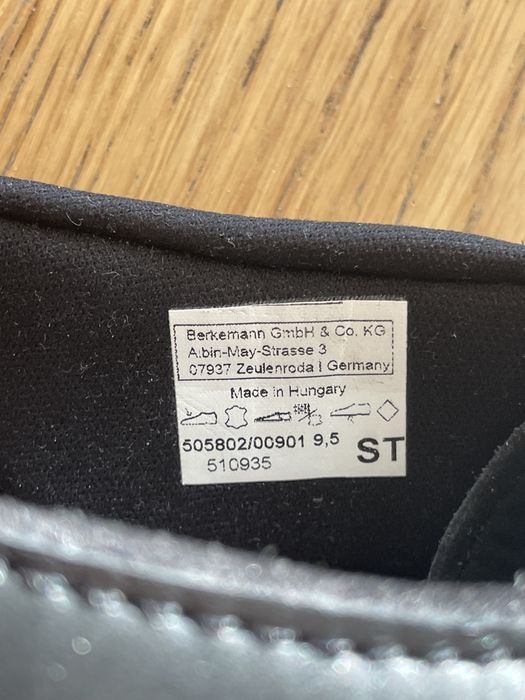 Berkemann GmbH & Co. KG
Albin-May-Strasse 3
07937 Zeulenroda | Germany
Made in Hungary
505802/00901 9,5
ST
510935